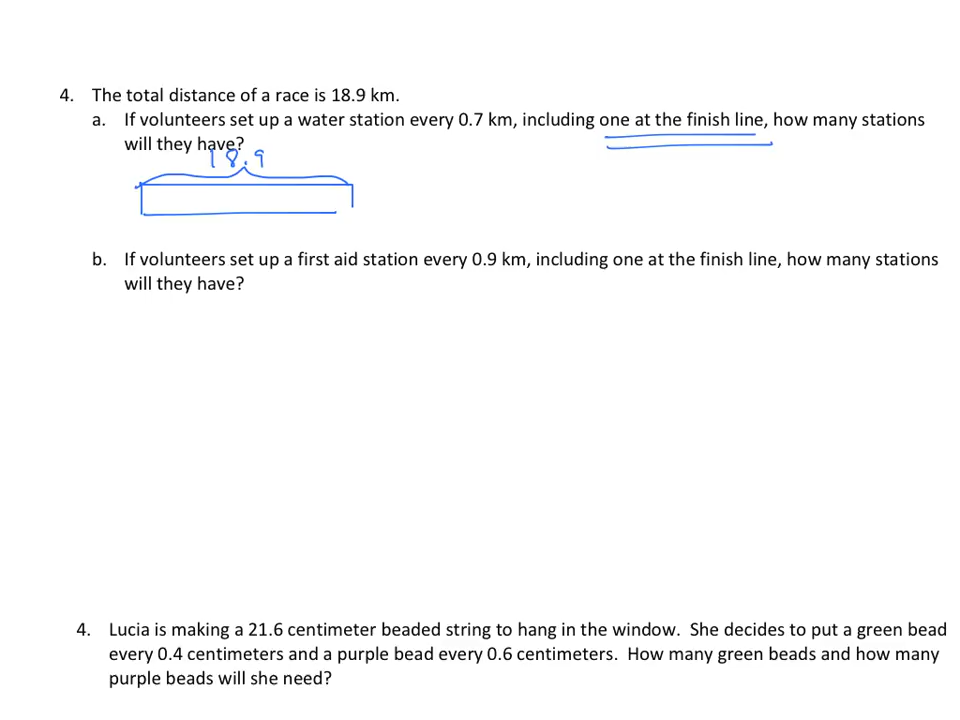 4. The total distance of a race is 18.9 km.
a. If volunteers set up a water station every 0.7 km, including one at the finish line, how many stations
will they have?
18.9
b. If volunteers set up a first aid station every 0.9 km, including one at the finish line, how many stations
will they have?
4. Lucia is making a 21.6 centimeter beaded string to hang in the window. She decides to put a green bead
every 0.4 centimeters and a purple bead every 0.6 centimeters. How many green beads and how many
purple beads will she need?